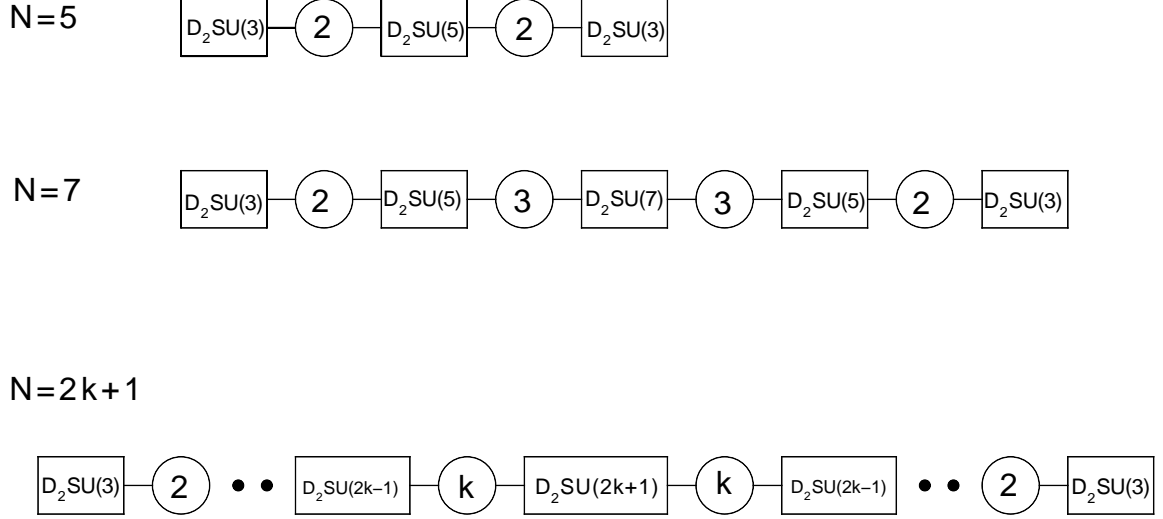 N=5
D₂SU(3) 2 D₂SU(5) 2 D₂SU(3)
N=7
D₂SU(3) 2 D₂SU(5) 3 D₂SU(7) 3 D₂SU(5) 2 D₂SU(3)
N=2k+1
D₂SU(3) 2 D₂SU(2k−1) k D₂SU(2k+1) k D₂SU(2k−1) 2 D₂SU(3)